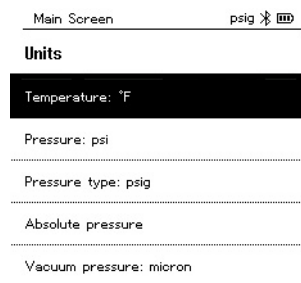 Main Screen psig
Units
Temperature: °F
Pressure: psi
Pressure type: psig
Absolute pressure
Vacuum pressure: micron